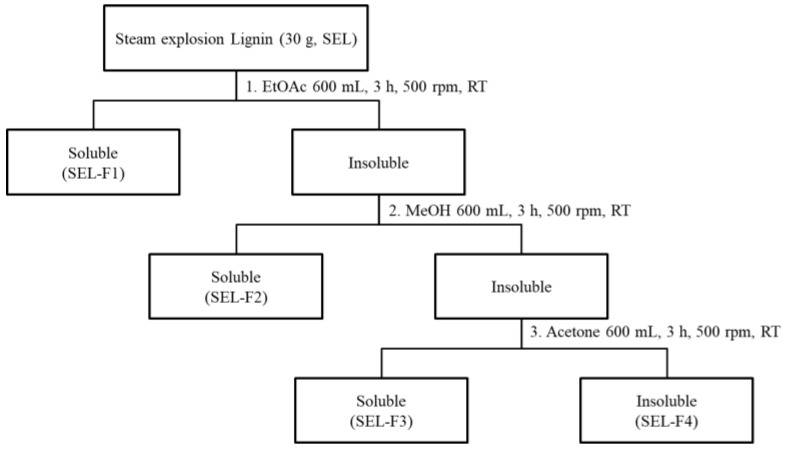 Steam explosion Lignin (30 g, SEL)
1. EtOAc 600 mL, 3 h, 500 rpm, RT
Soluble
(SEL-F1)
Insoluble
2. MeOH 600 mL, 3 h, 500 rpm, RT
Soluble
(SEL-F2)
Insoluble
3. Acetone 600 mL, 3 h, 500 rpm, RT
Soluble
(SEL-F3)
Insoluble
(SEL-F4)